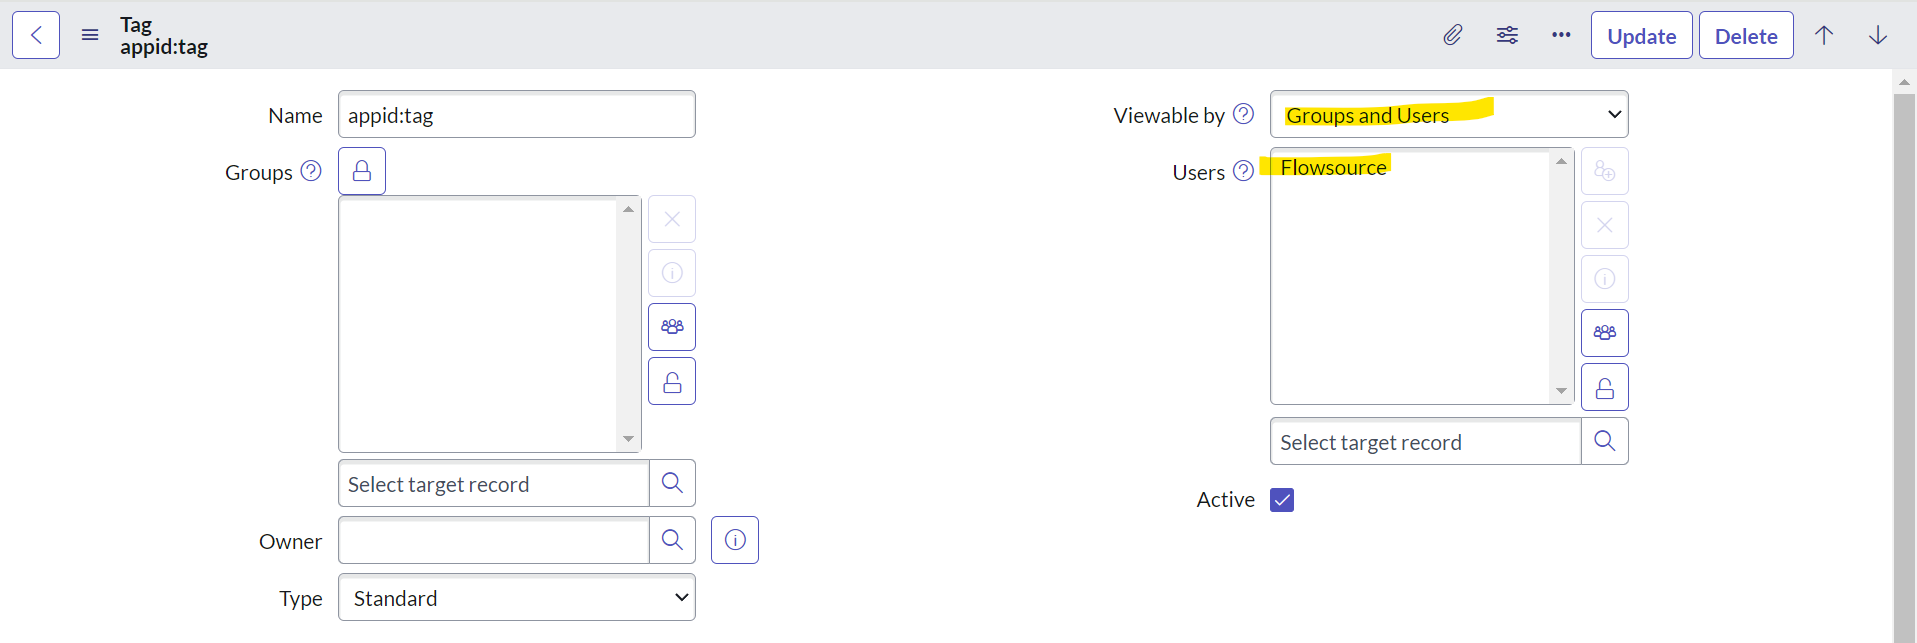 Tag
appid:tag
Update
Delete
Name
appid:tag
Viewable by
Groups and Users
Groups
Users
Flowsource
Select target record
Select target record
Active
Owner
Type
Standard